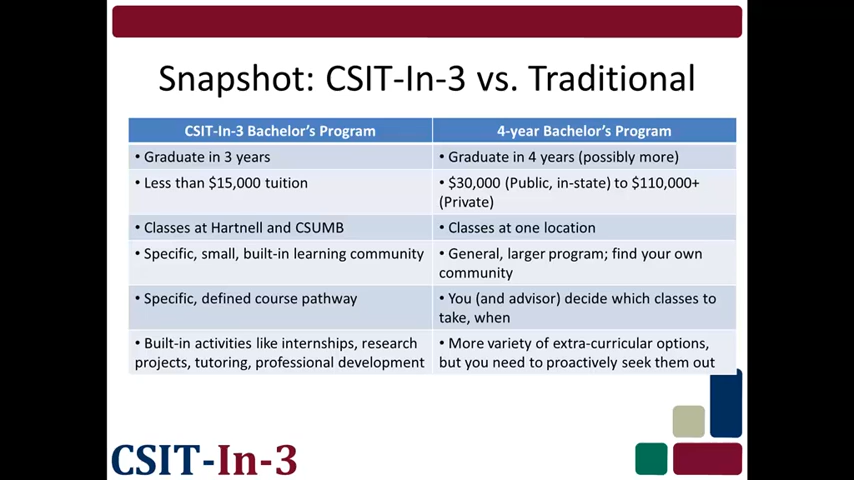 Snapshot: CSIT-In-3 vs. Traditional
CSIT-In-3 Bachelor's Program
4-year Bachelor's Program
• Graduate in 3 years
• Graduate in 4 years (possibly more)
• Less than $15,000 tuition
• $30,000 (Public, in-state) to $110,000+
(Private)
• Classes at Hartnell and CSUMB
• Classes at one location
• Specific, small, built-in learning community
• General, larger program; find your own
community
• Specific, defined course pathway
• You (and advisor) decide which classes to
take, when
• Built-in activities like internships, research
projects, tutoring, professional development
• More variety of extra-curricular options,
but you need to proactively seek them out
CSIT-In-3